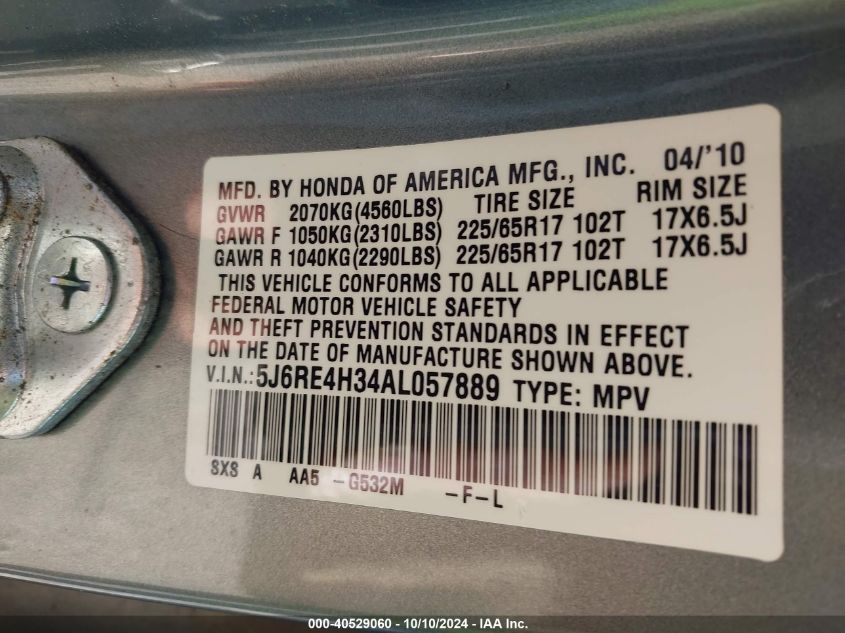 MFD. BY HONDA OF AMERICA MFG., INC. 04/'10
GVWR 2070KG(4560LBS) TIRE SIZE RIM SIZE
GAWR F 1050KG(2310LBS) 225/65R17 102T 17X6.5J
GAWR R 1040KG(2290LBS) 225/65R17 102T 17X6.5J
THIS VEHICLE CONFORMS TO ALL APPLICABLE
FEDERAL MOTOR VEHICLE SAFETY
AND THEFT PREVENTION STANDARDS IN EFFECT
ON THE DATE OF MANUFACTURE SHOWN ABOVE.
V.I.N.:5J6RE4H34AL057889 TYPE: MPV
SXS A AA5 -G532M -F-L
000-40529060 - 10/10/2024 - IAA Inc.